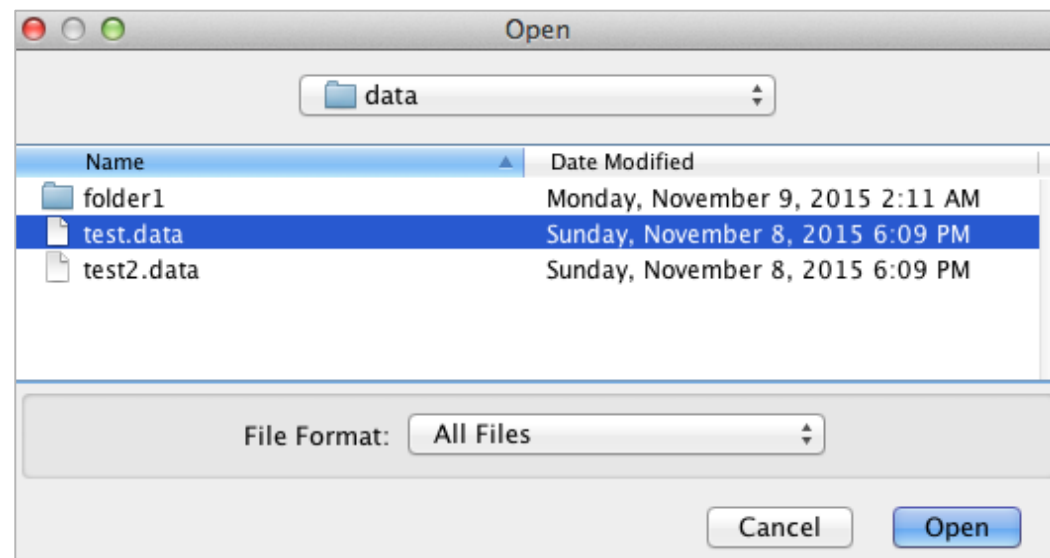 Open
data
Name Date Modified
folder1 Monday, November 9, 2015 2:11 AM
test.data Sunday, November 8, 2015 6:09 PM
test2.data Sunday, November 8, 2015 6:09 PM
File Format: All Files
Cancel Open